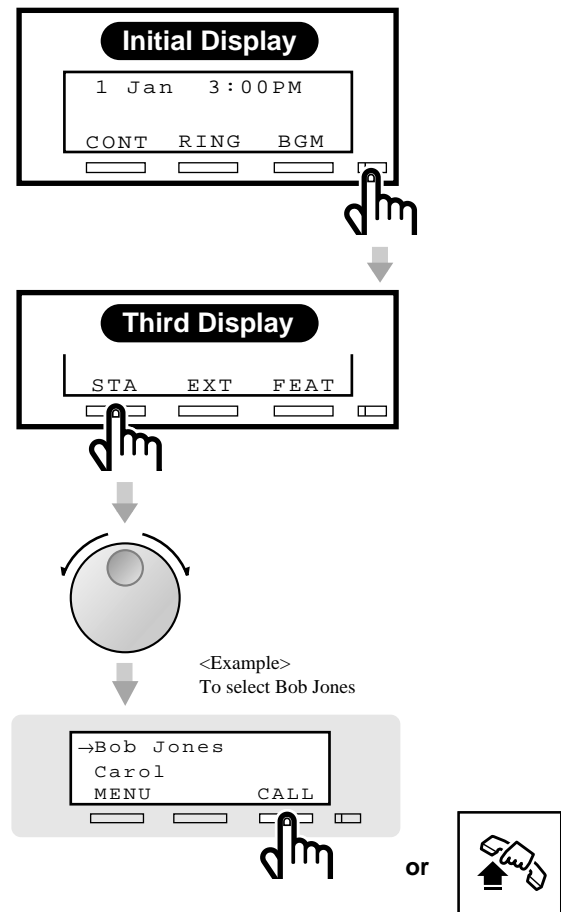 Initial Display
1 Jan 3:00PM
CONT RING BGM
Third Display
STA EXT FEAT
<Example>
To select Bob Jones
→Bob Jones
Carol
MENU CALL
or